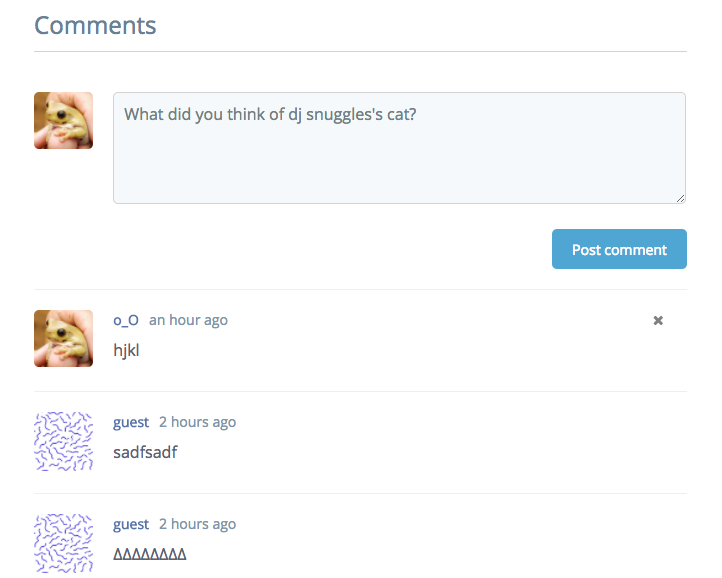 Comments
What did you think of dj snuggles's cat?
Post comment
o_O an hour ago
hjkl
guest 2 hours ago
sadfsadf
guest 2 hours ago
ΔΔΔΔΔΔΔΔ